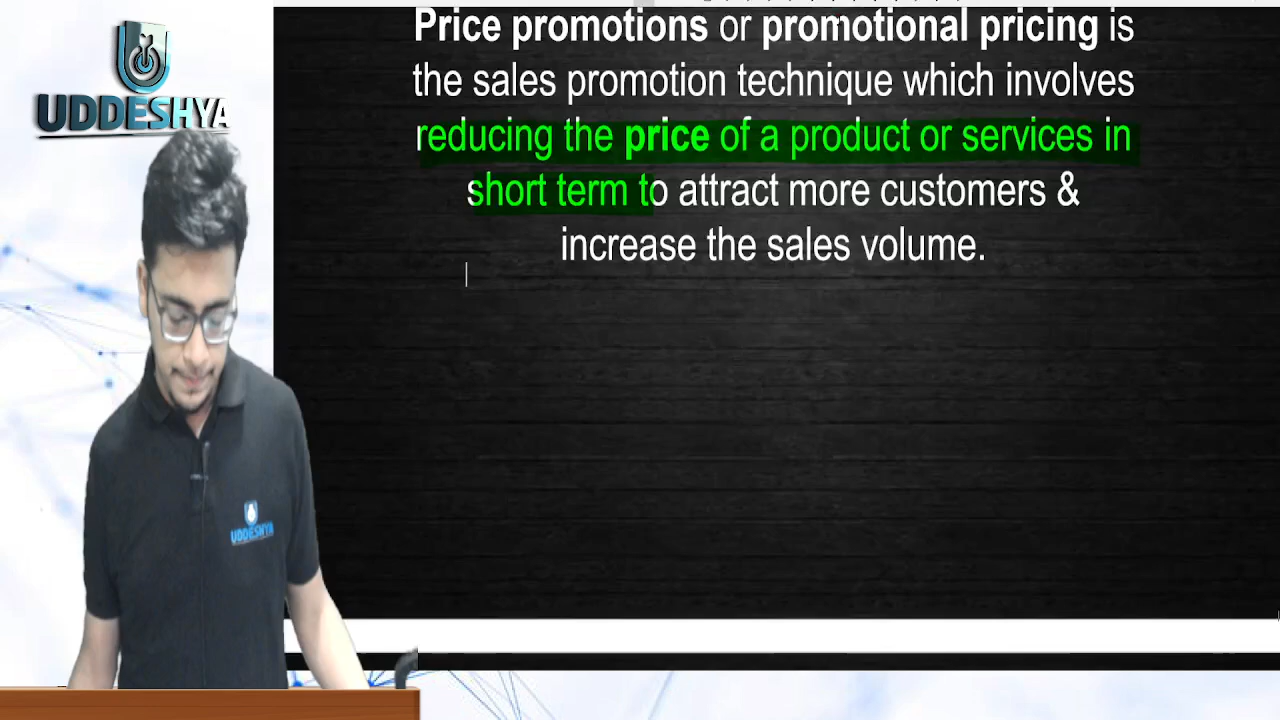 UDDESHYA
Price promotions or promotional pricing is
the sales promotion technique which involves
reducing the price of a product or services in
short term to attract more customers &
increase the sales volume.
UDDESHYA